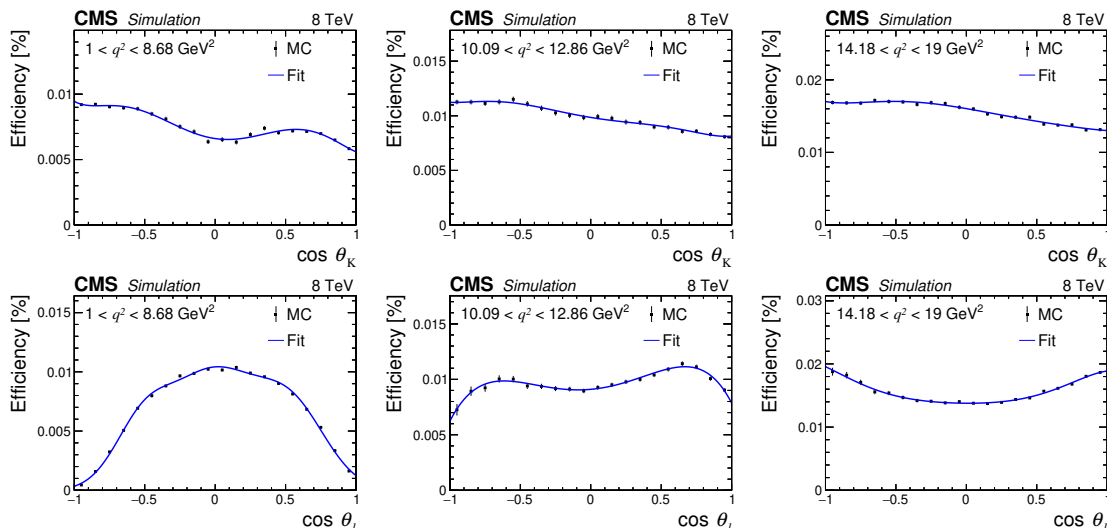 CMS Simulation 8 TeV
Efficiency [%]
1 < q² < 8.68 GeV²
MC
Fit
0.01
0.005
0
−1 −0.5 0 0.5 1
cos θ_K
CMS Simulation 8 TeV
Efficiency [%]
10.09 < q² < 12.86 GeV²
MC
Fit
0.015
0.01
0.005
0
−1 −0.5 0 0.5 1
cos θ_K
CMS Simulation 8 TeV
Efficiency [%]
14.18 < q² < 19 GeV²
MC
Fit
0.02
0.01
0
−1 −0.5 0 0.5 1
cos θ_K
CMS Simulation 8 TeV
Efficiency [%]
1 < q² < 8.68 GeV²
MC
Fit
0.015
0.01
0.005
0
−1 −0.5 0 0.5 1
cos θ_l
CMS Simulation 8 TeV
Efficiency [%]
10.09 < q² < 12.86 GeV²
MC
Fit
0.015
0.01
0.005
0
−1 −0.5 0 0.5 1
cos θ_l
CMS Simulation 8 TeV
Efficiency [%]
14.18 < q² < 19 GeV²
MC
Fit
0.03
0.02
0.01
0
−1 −0.5 0 0.5 1
cos θ_l